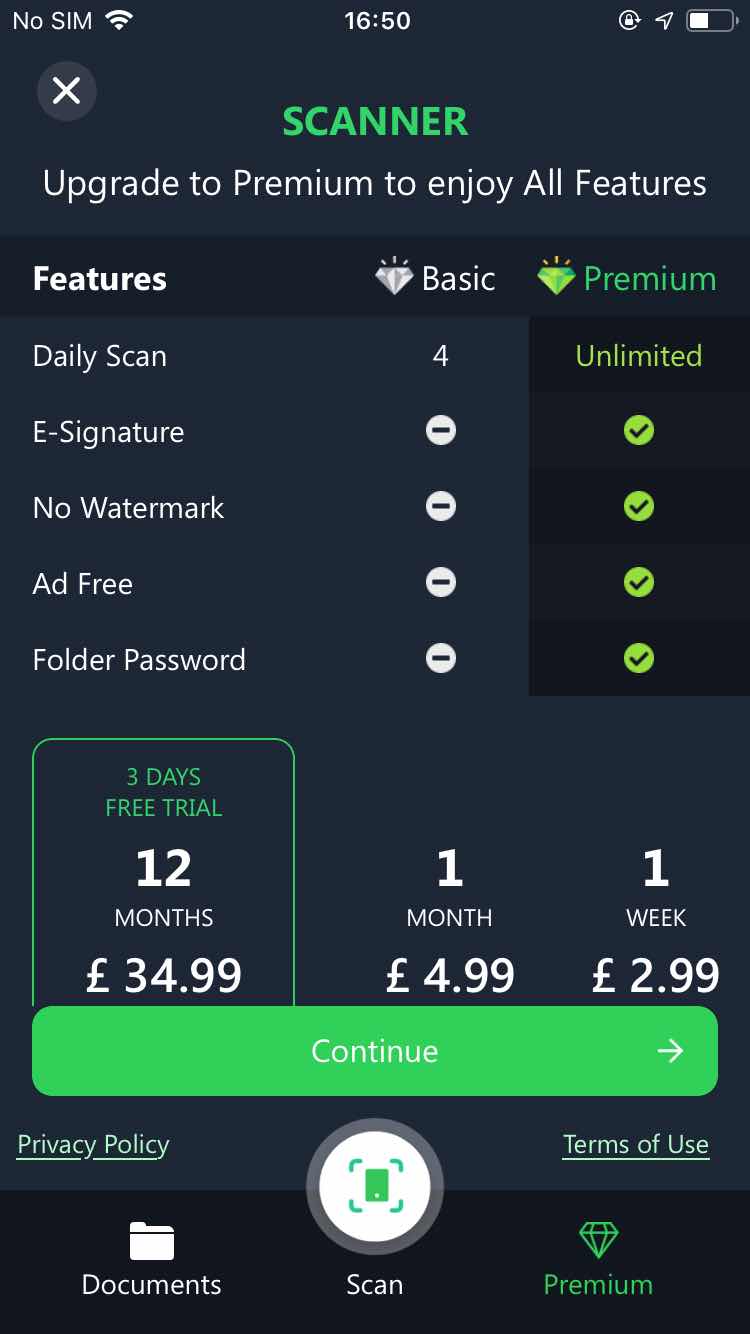 No SIM 16:50
SCANNER
Upgrade to Premium to enjoy All Features
Features Basic Premium
Daily Scan 4 Unlimited
E-Signature
No Watermark
Ad Free
Folder Password
3 DAYS
FREE TRIAL
12 1 1
MONTHS MONTH WEEK
£ 34.99 £ 4.99 £ 2.99
Continue
Privacy Policy Terms of Use
Documents Scan Premium